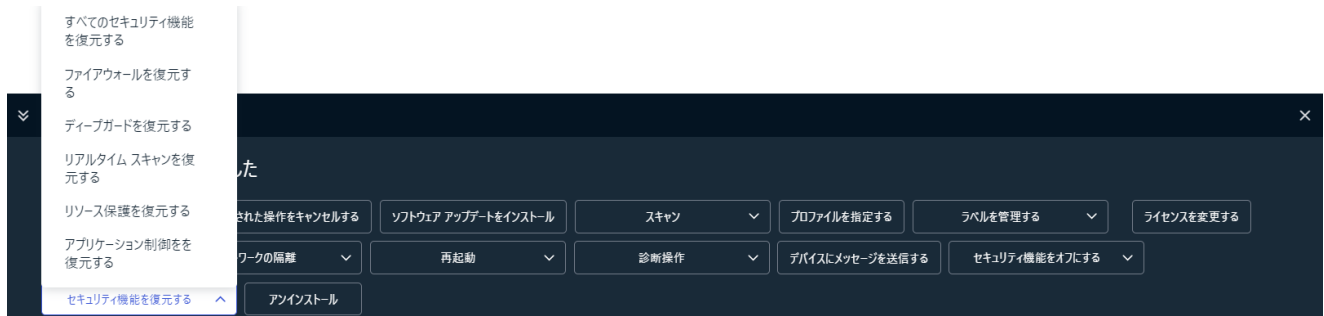 すべてのセキュリティ機能
を復元する
ファイアウォールを復元す
る
ディープガードを復元する
リアルタイム スキャンを復
元する
リソース保護を復元する
アプリケーション制御をを
復元する
した
された操作をキャンセルする
ソフトウェア アップデートをインストール
スキャン
プロファイルを指定する
ラベルを管理する
ライセンスを変更する
ワークの隔離
再起動
診断操作
デバイスにメッセージを送信する
セキュリティ機能をオフにする
セキュリティ機能を復元する
アンインストール